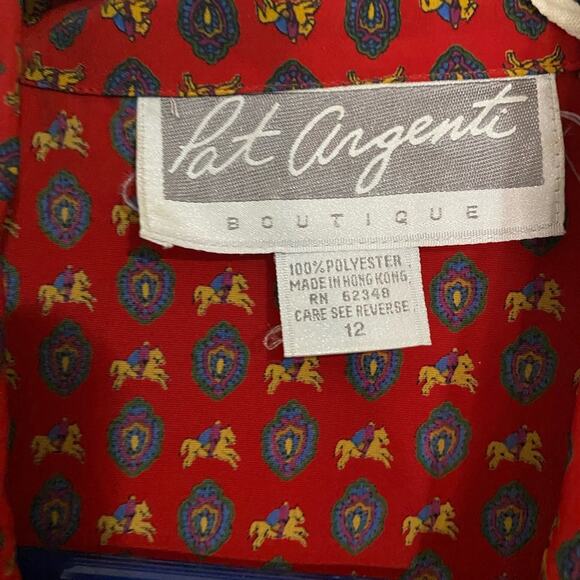 Pat Argenti
BOUTIQUE
100% POLYESTER
MADE IN HONG KONG
RN 62348
CARE SEE REVERSE
12